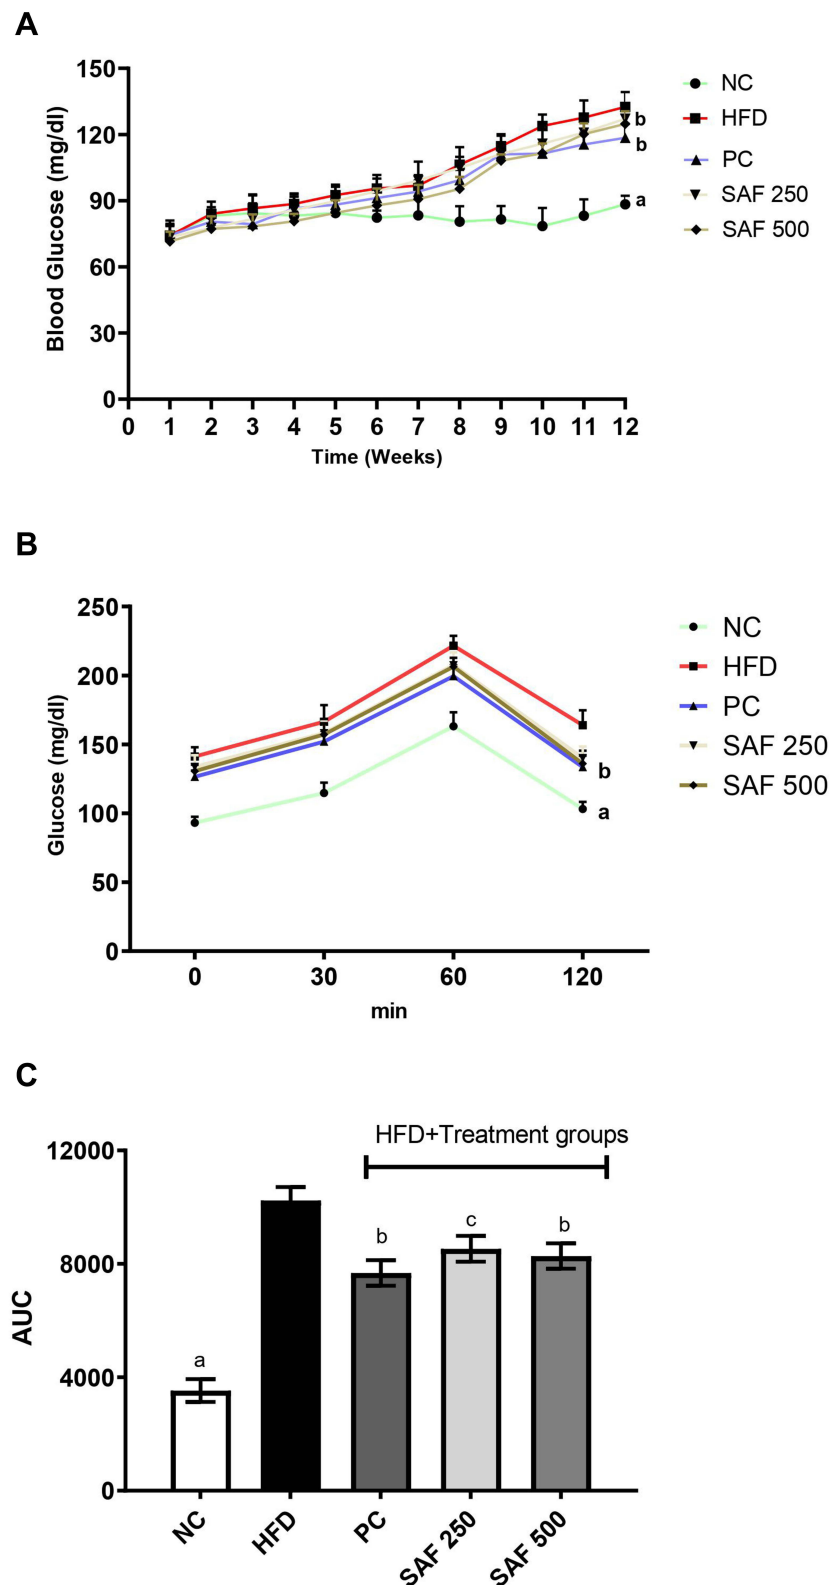 A
150
120
90
60
30
0
Blood Glucose (mg/dl)
0 1 2 3 4 5 6 7 8 9 10 11 12
Time (Weeks)
b
b
a
NC
HFD
PC
SAF 250
SAF 500
B
250
200
150
100
50
0
Glucose (mg/dl)
0 30 60 120
min
b
a
NC
HFD
PC
SAF 250
SAF 500
C
HFD+Treatment groups
12000
8000
4000
0
AUC
a
b
c
b
NC
HFD
PC
SAF 250
SAF 500